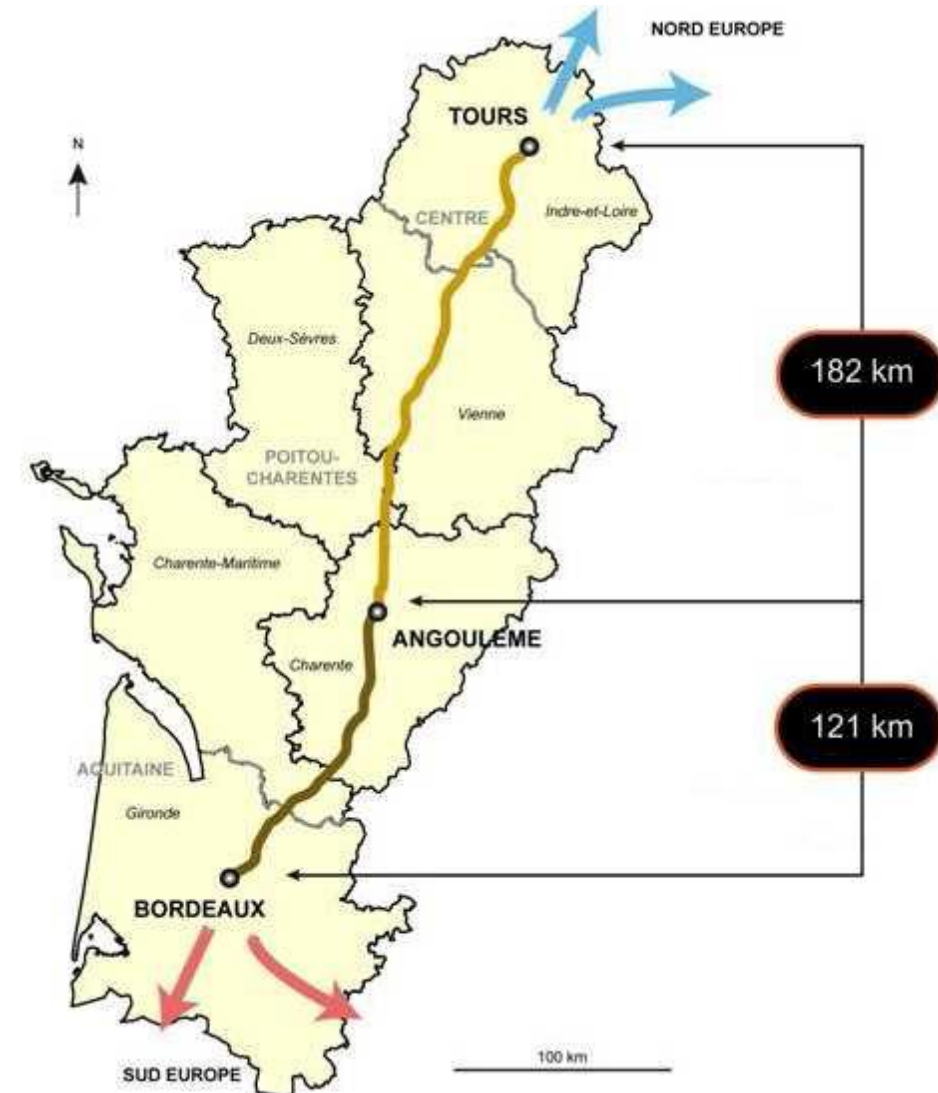 NORD EUROPE
TOURS
N
CENTRE
Indre-et-Loire
Deux-Sèvres
182 km
Vienne
POITOU-
CHARENTES
Charente-Maritime
ANGOULEME
Charente
121 km
AQUITAINE
Gironde
BORDEAUX
100 km
SUD EUROPE